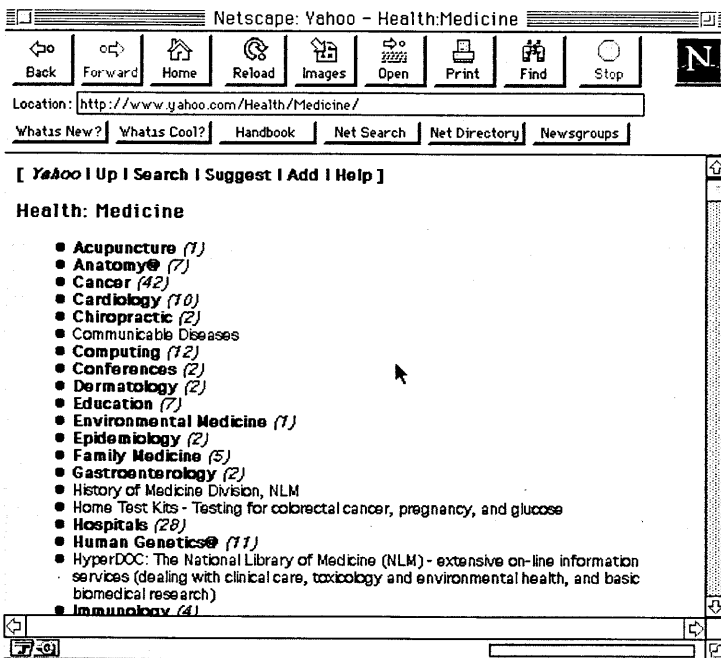 Netscape: Yahoo – Health:Medicine
Back Forward Home Reload Images Open Print Find Stop
N
Location: http://www.yahoo.com/Health/Medicine/
What1s New? What1s Cool? Handbook Net Search Net Directory Newsgroups
[ Yahoo | Up | Search | Suggest | Add | Help ]
Health: Medicine
● Acupuncture (1)
● Anatomy@ (7)
● Cancer (42)
● Cardiology (10)
● Chiropractic (2)
● Communicable Diseases
● Computing (12)
● Conferences (2)
● Dermatology (2)
● Education (7)
● Environmental Medicine (1)
● Epidemiology (2)
● Family Medicine (5)
● Gastroenterology (2)
● History of Medicine Division, NLM
● Home Test Kits - Testing for colorectal cancer, pregnancy, and glucose
● Hospitals (28)
● Human Genetics@ (11)
● HyperDOC: The National Library of Medicine (NLM) - extensive on-line information
services (dealing with clinical care, toxicology and environmental health, and basic
biomedical research)
● Immunology (4)